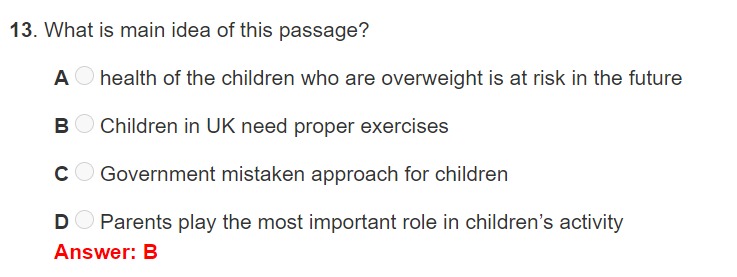 13. What is main idea of this passage?
A health of the children who are overweight is at risk in the future
B Children in UK need proper exercises
C Government mistaken approach for children
D Parents play the most important role in children’s activity
Answer: B